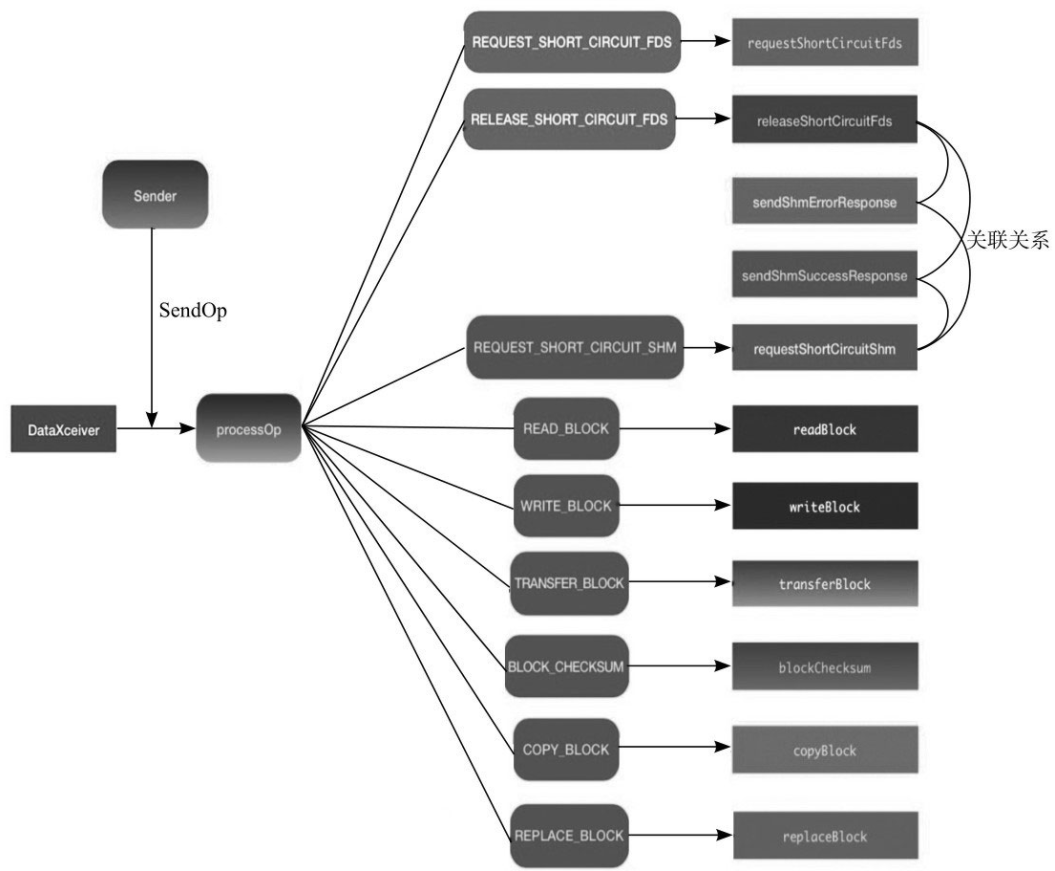 REQUEST_SHORT_CIRCUIT_FDS
requestShortCircuitFds
RELEASE_SHORT_CIRCUIT_FDS
releaseShortCircuitFds
Sender
sendShmErrorResponse
关联关系
sendShmSuccessResponse
SendOp
REQUEST_SHORT_CIRCUIT_SHM
requestShortCircuitShm
DataXceiver
processOp
READ_BLOCK
readBlock
WRITE_BLOCK
writeBlock
TRANSFER_BLOCK
transferBlock
BLOCK_CHECKSUM
blockChecksum
COPY_BLOCK
copyBlock
REPLACE_BLOCK
replaceBlock